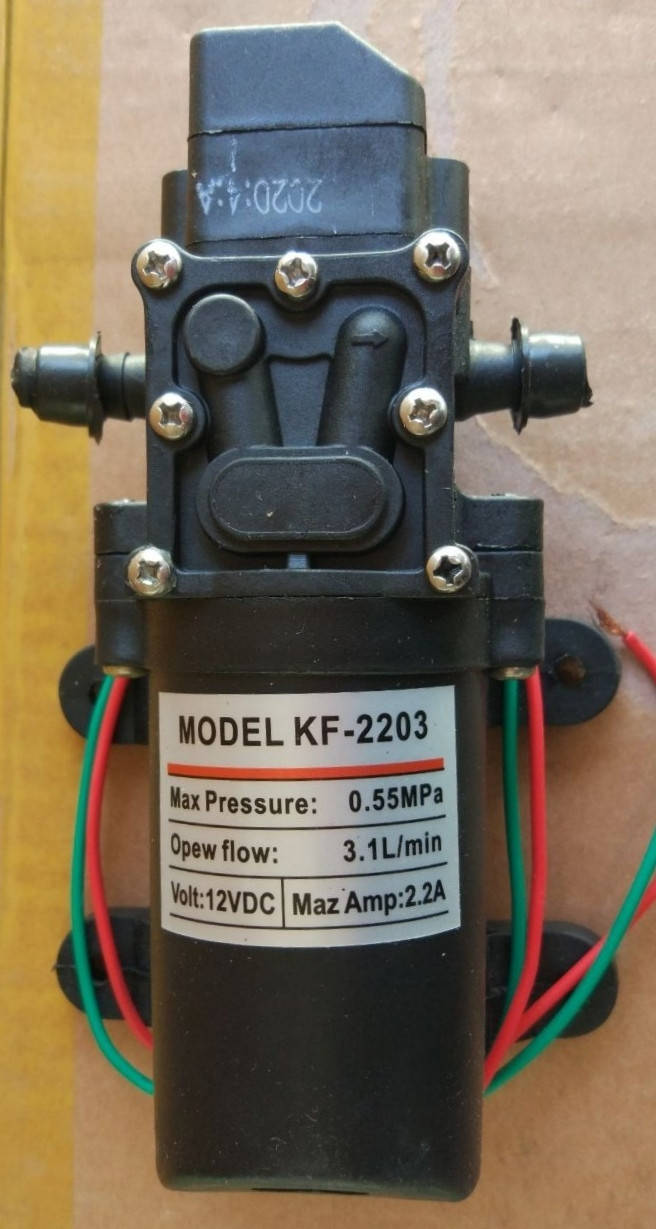 2020:4:A
MODEL KF-2203
Max Pressure: 0.55MPa
Opew flow: 3.1L/min
Volt:12VDC Maz Amp:2.2A